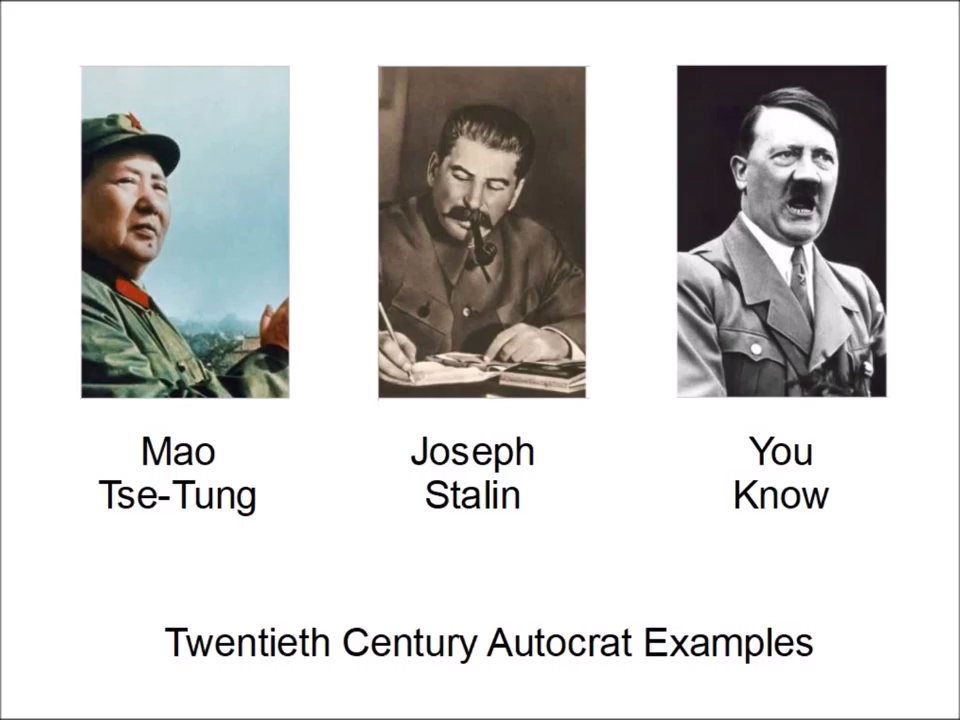 Mao
Tse-Tung
Joseph
Stalin
You
Know
Twentieth Century Autocrat Examples